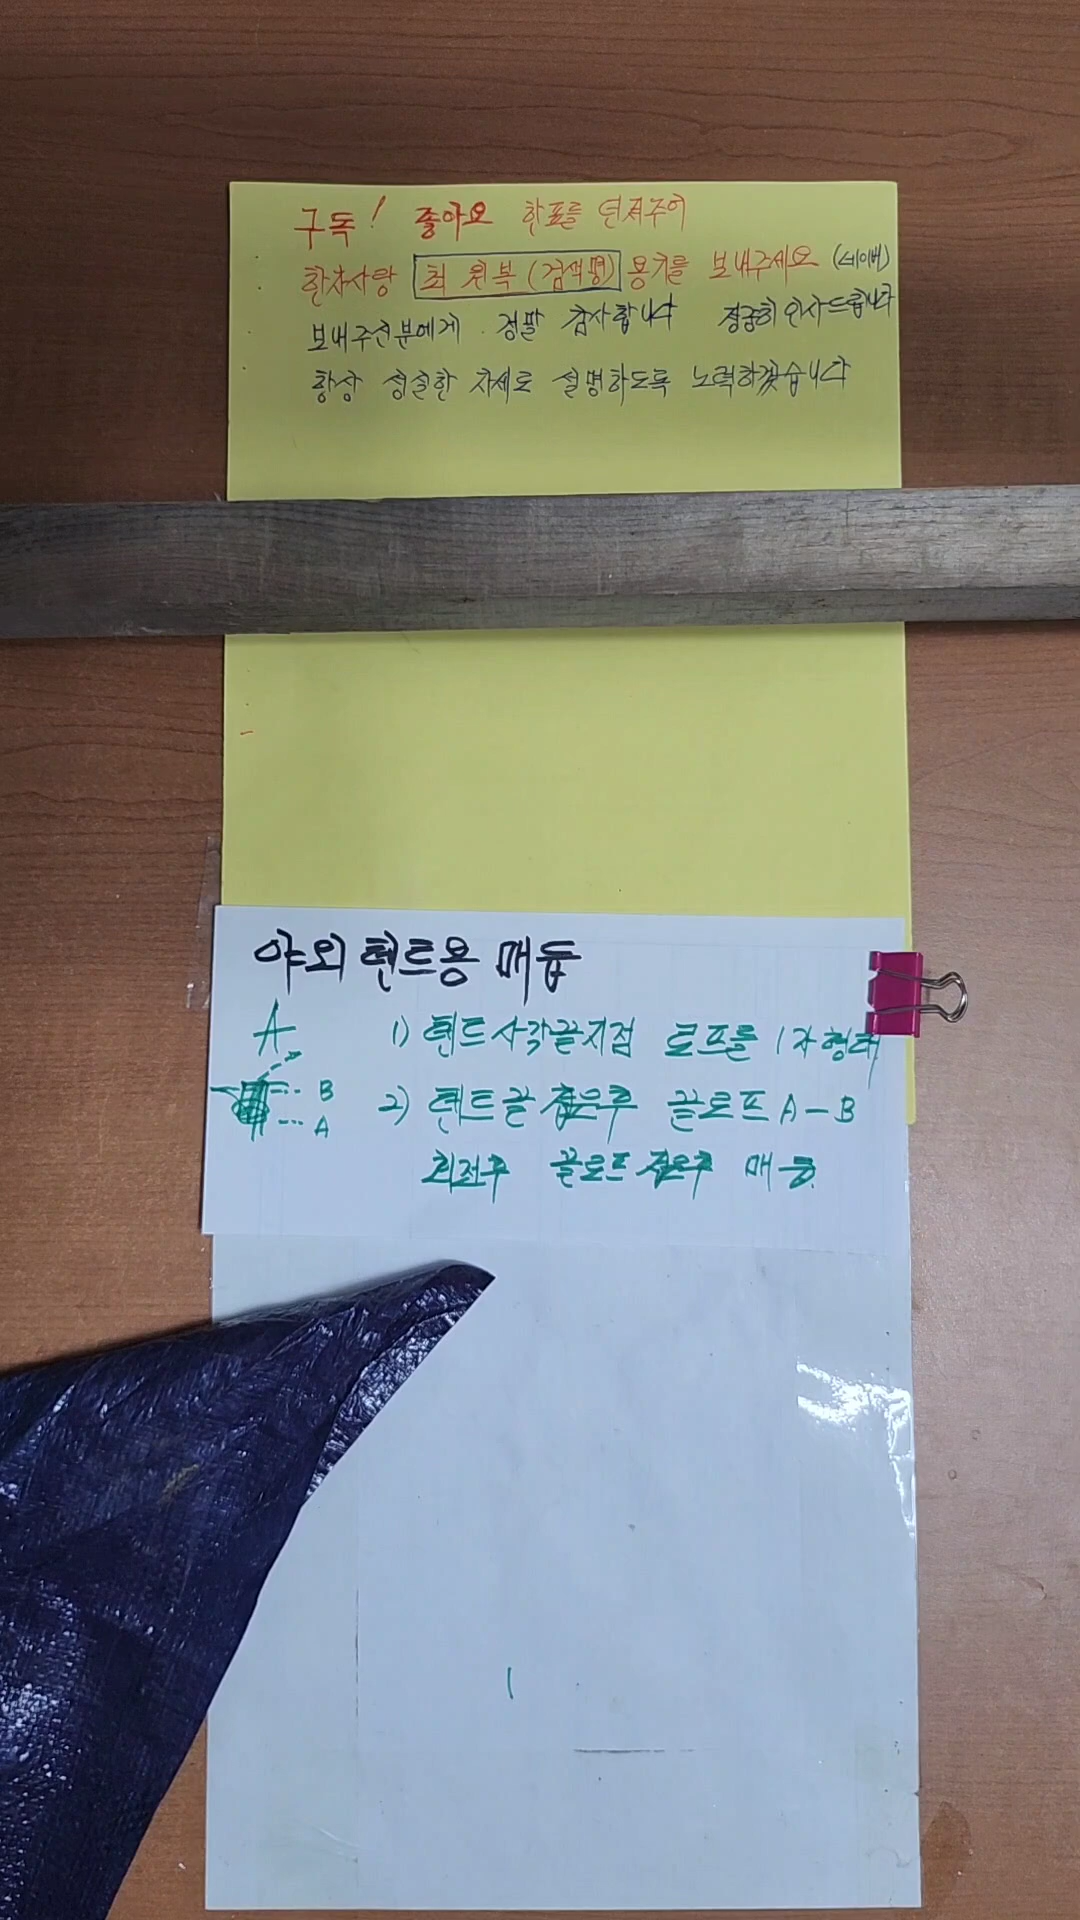 구독! 좋아요 한표를 던져주어
한자사랑 최원복(검색명) 용기를 보내주세요 (네이버)
보내주신분에게 정말 감사합니다 정중히 인사드립니다
항상 성실한 자세로 설명하도록 노력하겠습니다
야외 텐트용 매듭
A
1) 텐트사각끝지점 로프를 1자형태
B
2) 텐트끝 접은후 끝로프 A-B
A
회전후 끝로프 접은후 매듭